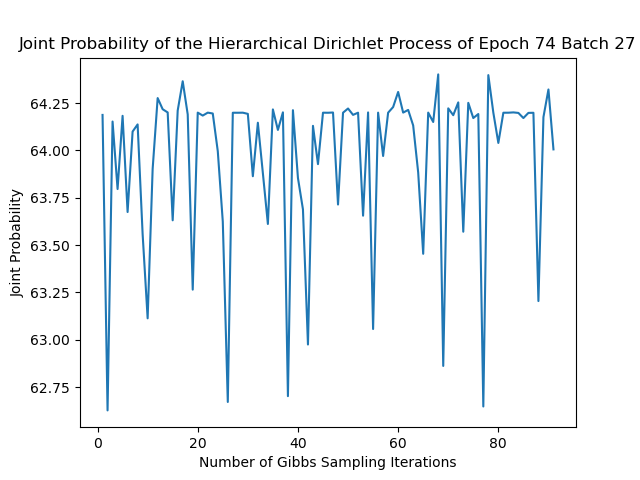 Joint Probability of the Hierarchical Dirichlet Process of Epoch 74 Batch 27
Joint Probability
64.25
64.00
63.75
63.50
63.25
63.00
62.75
0 20 40 60 80
Number of Gibbs Sampling Iterations